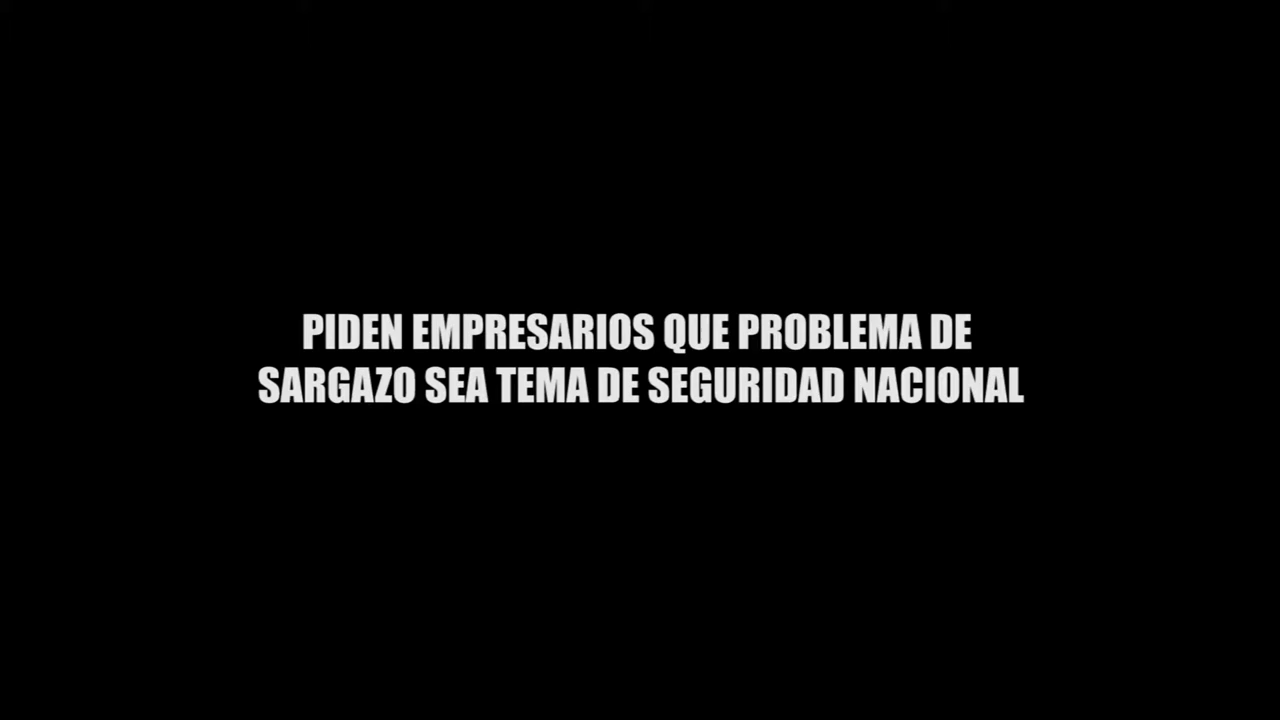 PIDEN EMPRESARIOS QUE PROBLEMA DE
SARGAZO SEA TEMA DE SEGURIDAD NACIONAL